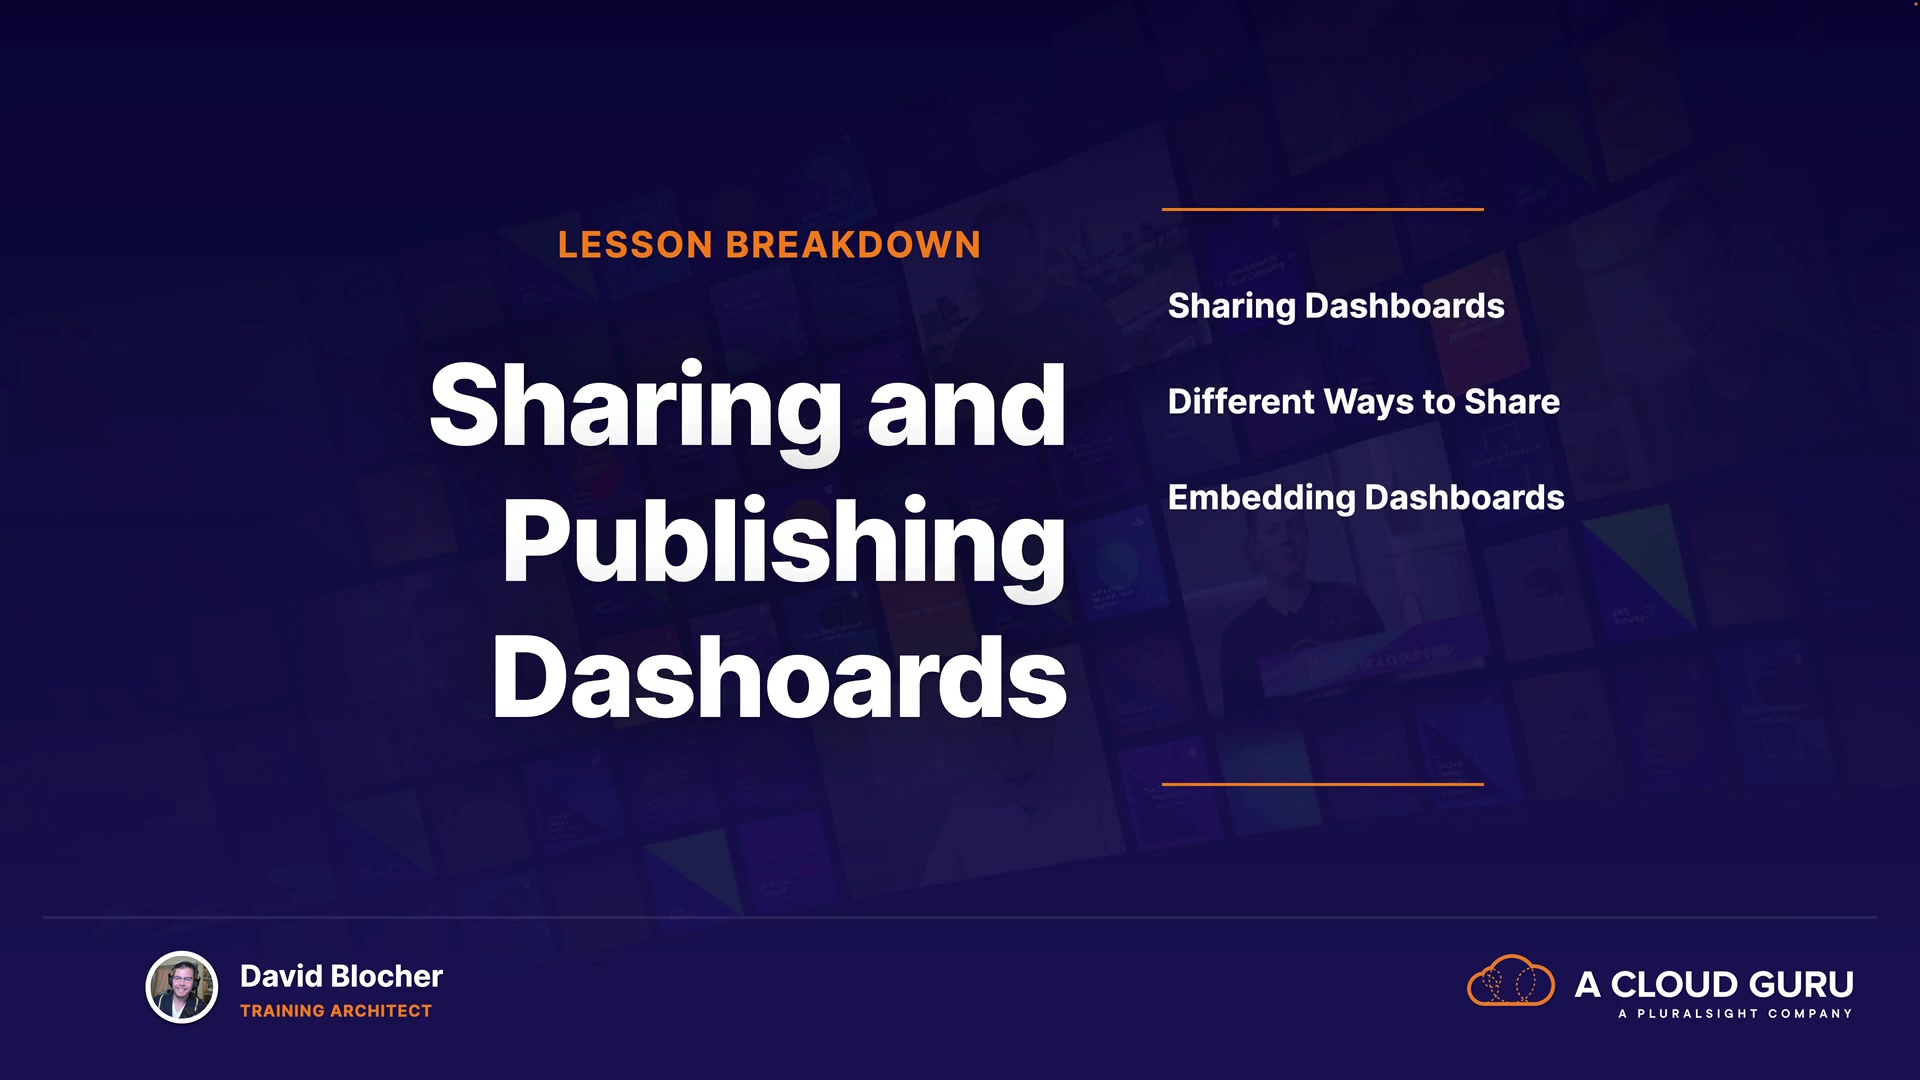 LESSON BREAKDOWN
Sharing and
Publishing
Dashoards
Sharing Dashboards
Different Ways to Share
Embedding Dashboards
David Blocher
TRAINING ARCHITECT
A CLOUD GURU
A PLURALSIGHT COMPANY